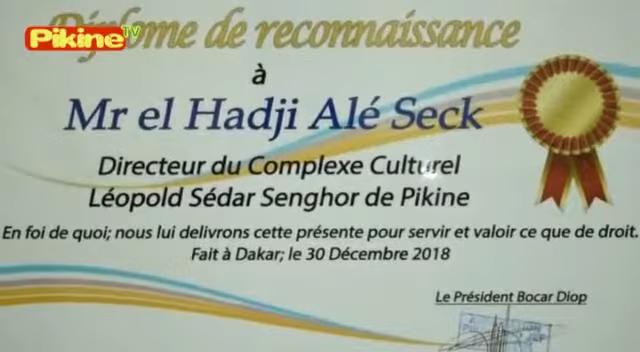 Pikine TV
Diplome de reconnaissance
à
Mr el Hadji Alé Seck
Directeur du Complexe Culturel
Léopold Sédar Senghor de Pikine
En foi de quoi; nous lui delivrons cette présente pour servir et valoir ce que de droit.
Fait à Dakar; le 30 Décembre 2018
Le Président Bocar Diop